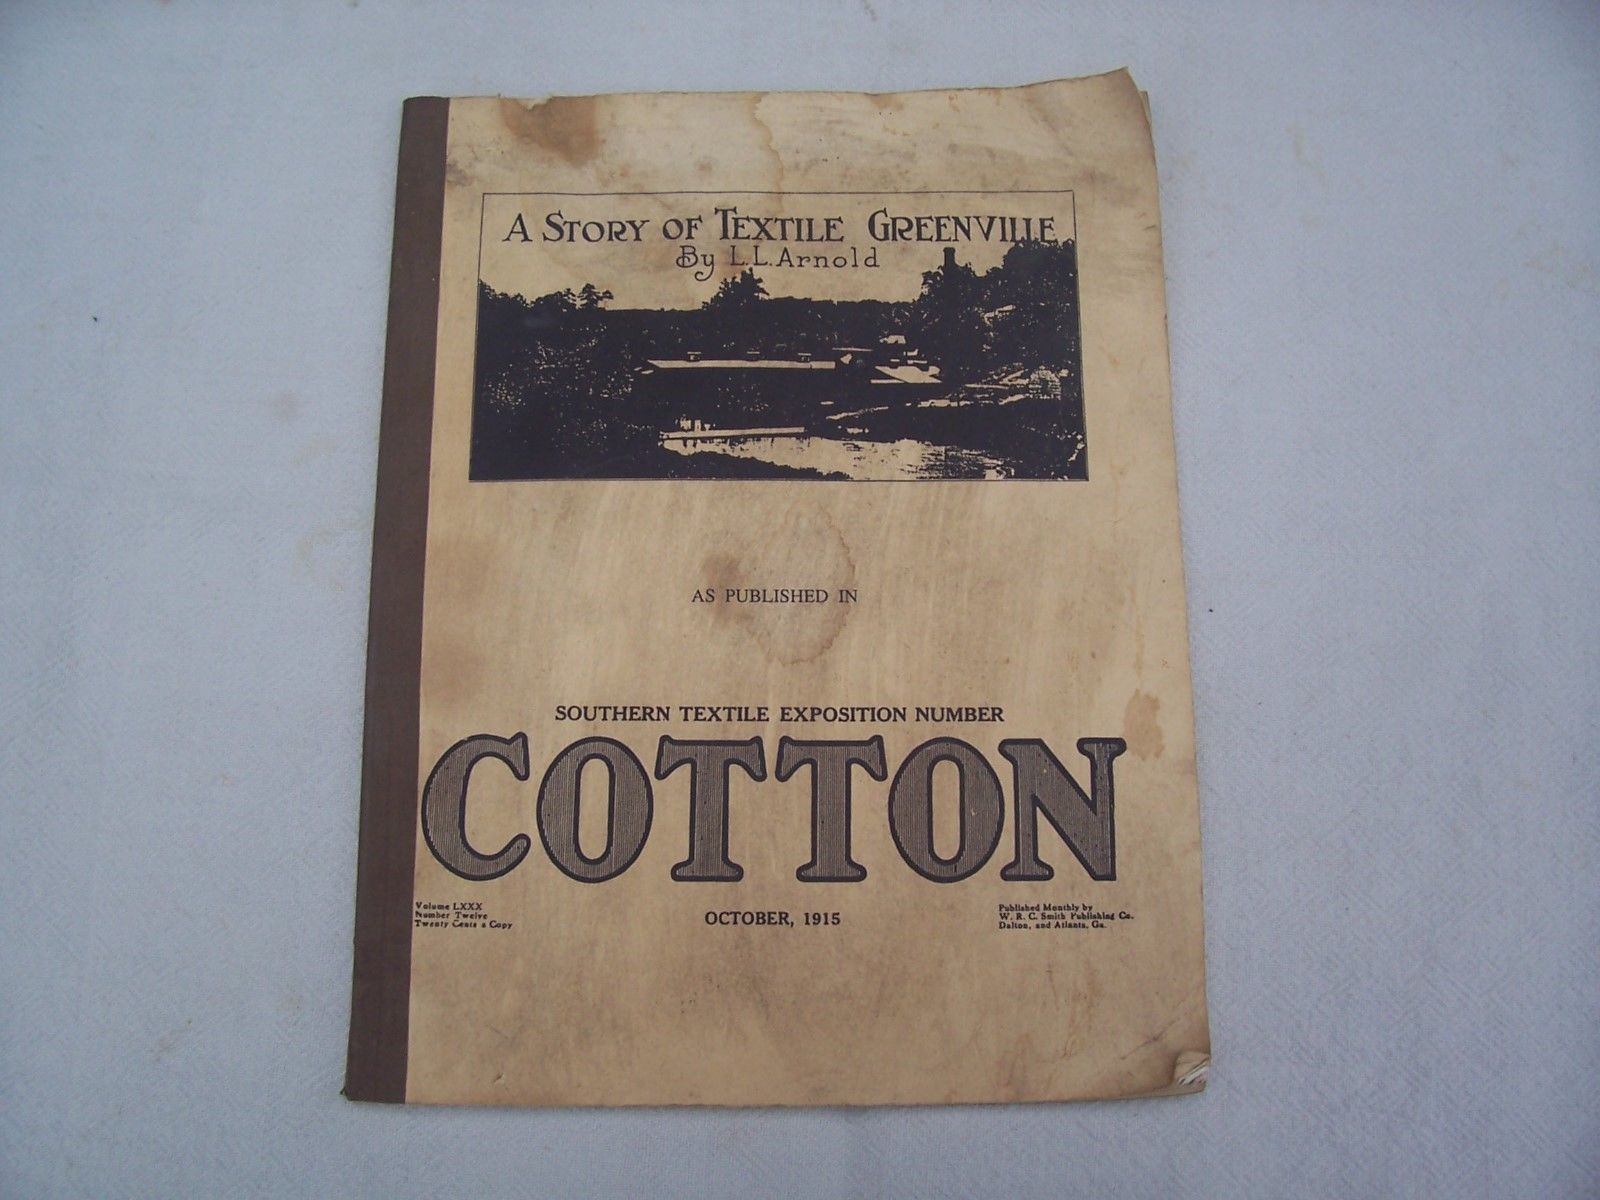 A STORY OF TEXTILE GREENVILLE
By L.L. Arnold
AS PUBLISHED IN
SOUTHERN TEXTILE EXPOSITION NUMBER
COTTON
Volume LXXX
Number Twelve
Twenty Cents a Copy
OCTOBER, 1915
Published Monthly by
W. R. C. Smith Publishing Co.
Dalton, and Atlanta, Ga.